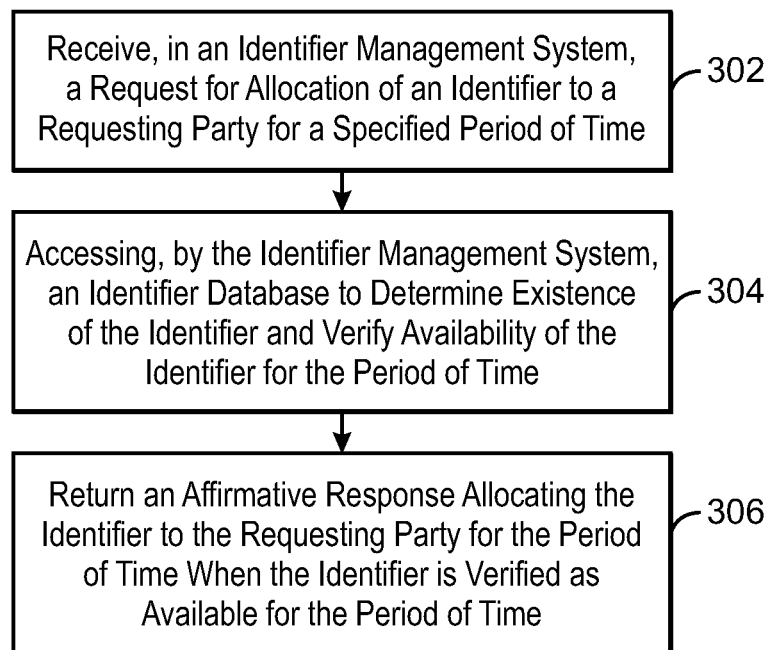 Receive, in an Identifier Management System,
a Request for Allocation of an Identifier to a
Requesting Party for a Specified Period of Time
302
Accessing, by the Identifier Management System,
an Identifier Database to Determine Existence
of the Identifier and Verify Availability of the
Identifier for the Period of Time
304
Return an Affirmative Response Allocating the
Identifier to the Requesting Party for the Period
of Time When the Identifier is Verified as
Available for the Period of Time
306